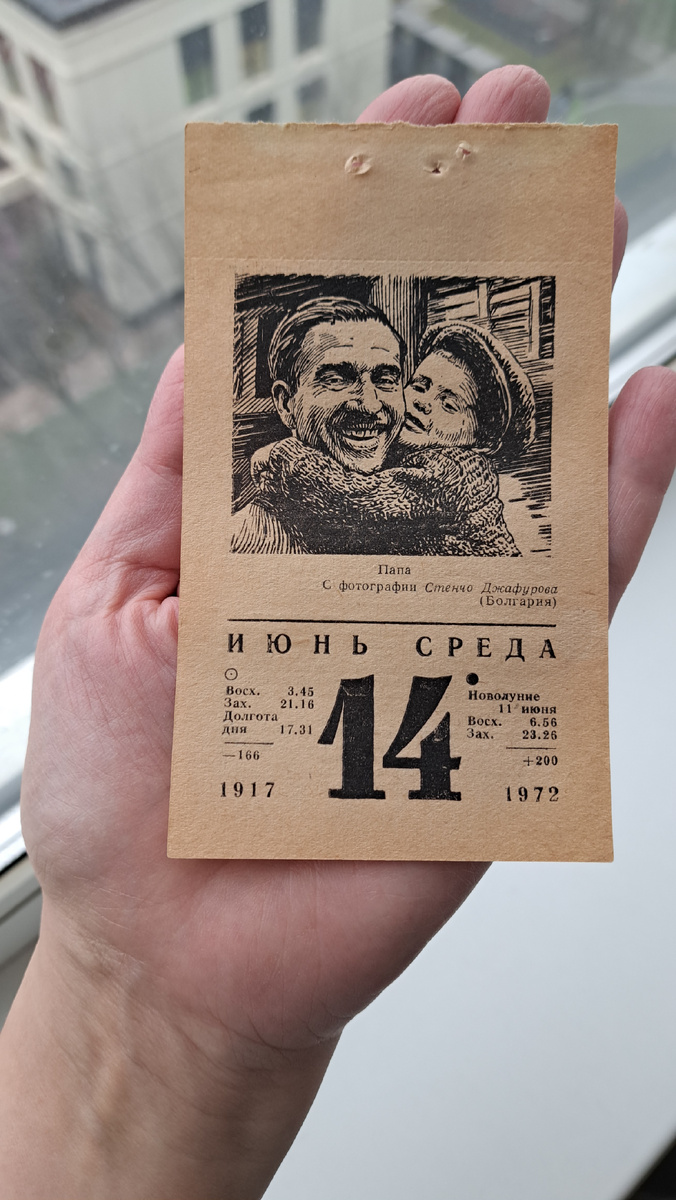 Папа
С фотографии Стенчо Джафурова
(Болгария)
ИЮНЬ СРЕДА
Восх. 3.45
Зах. 21.16
Долгота
дня 17.31
—166
1917
14
Новолуние
11 июня
Восх. 6.56
Зах. 23.26
+200
1972